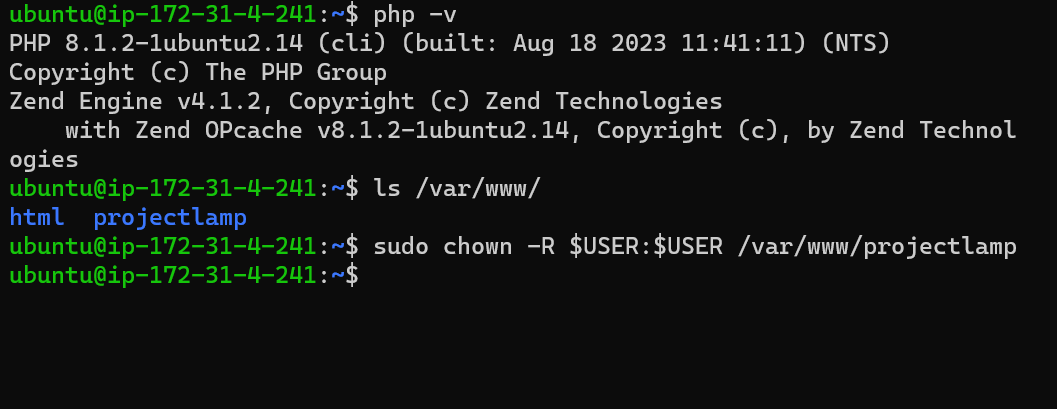 ubuntu@ip-172-31-4-241:~$ php -v
PHP 8.1.2-1ubuntu2.14 (cli) (built: Aug 18 2023 11:41:11) (NTS)
Copyright (c) The PHP Group
Zend Engine v4.1.2, Copyright (c) Zend Technologies
    with Zend OPcache v8.1.2-1ubuntu2.14, Copyright (c), by Zend Technol
ogies
ubuntu@ip-172-31-4-241:~$ ls /var/www/
html  projectlamp
ubuntu@ip-172-31-4-241:~$ sudo chown -R $USER:$USER /var/www/projectlamp
ubuntu@ip-172-31-4-241:~$